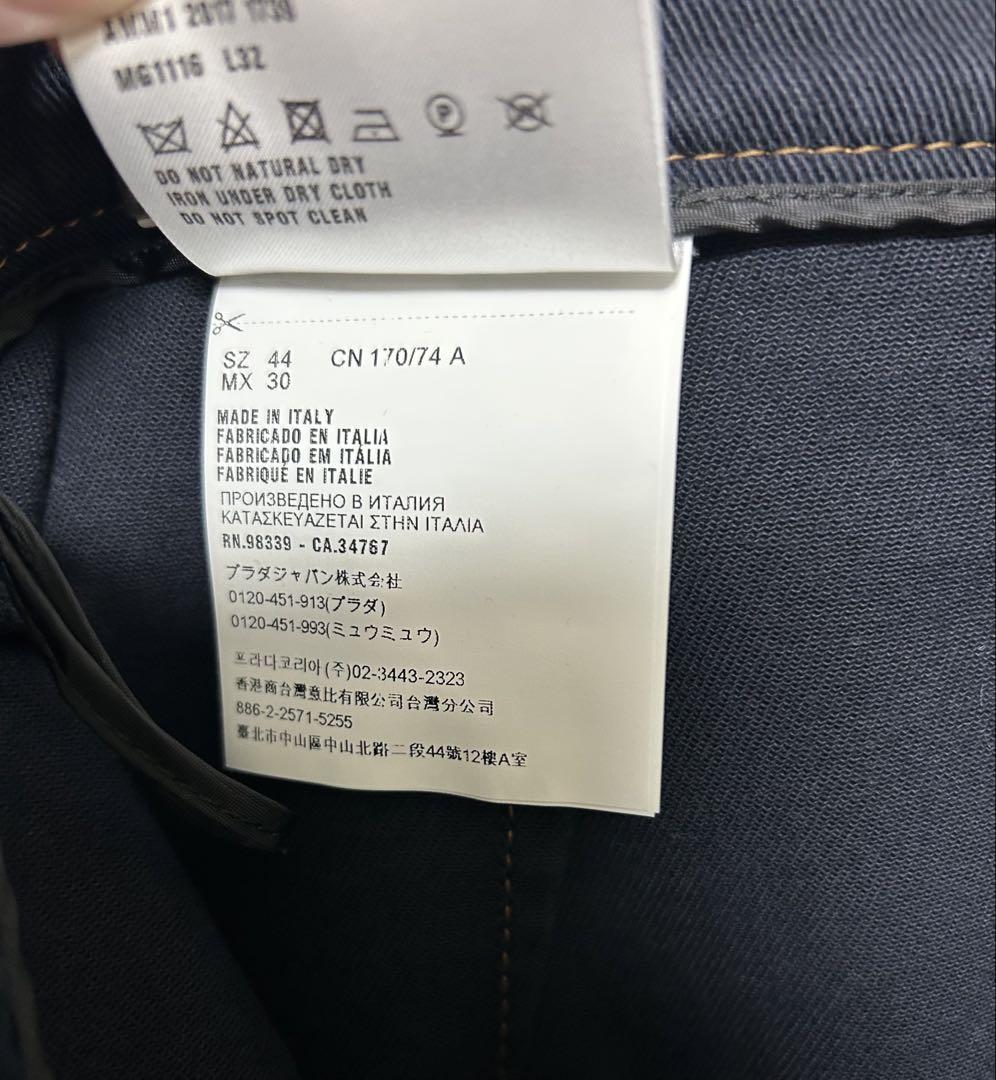 2017 1739
MG1116 L3Z
P
DO NOT NATURAL DRY
IRON UNDER DRY CLOTH
DO NOT SPOT CLEAN
SZ 44 CN 170/74 A
MX 30
MADE IN ITALY
FABRICADO EN ITALIA
FABRICADO EM ITÁLIA
FABRIQUÉ EN ITALIE
ПРОИЗВЕДЕНО В ИТАЛИЯ
ΚΑΤΑΣΚΕΥΑΖΕΤΑΙ ΣΤΗΝ ΙΤΑΛΙΑ
RN.98339 - CA.34767
プラダジャパン株式会社
0120-451-913(プラダ)
0120-451-993(ミュウミュウ)
프라다코리아(주)02-3443-2323
香港商台灣意比有限公司台灣分公司
886-2-2571-5255
臺北市中山區中山北路二段44號12樓A室